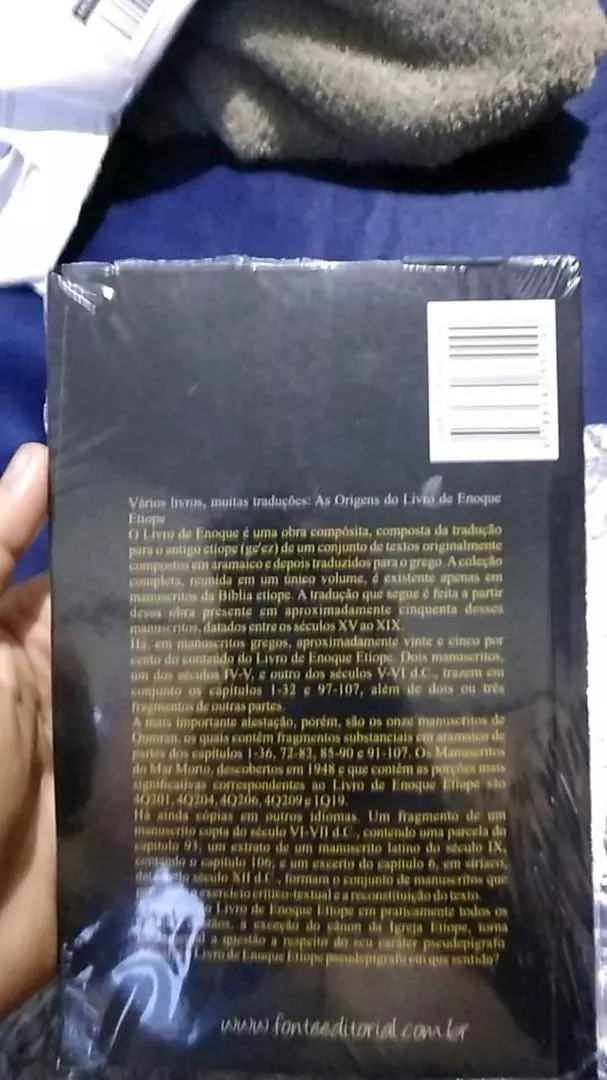 Vários livros, muitas traduções: As Origens do Livro de Enoque
Etíope
O Livro de Enoque é uma obra compósita, composta da tradução
para o antigo etíope (ge'ez) de um conjunto de textos originalmente
compostos em aramaico e depois traduzidos para o grego. A coleção
completa, reunida em um único volume, é existente apenas em
manuscritos da Bíblia etíope. A tradução que segue é feita a partir
dessa obra presente em aproximadamente cinquenta desses
manuscritos, datados entre os séculos XV ao XIX.
Há, em manuscritos gregos, aproximadamente vinte e cinco por
cento do conteúdo do Livro de Enoque Etíope. Dois manuscritos,
um dos séculos IV-V, e outro dos séculos V-VI d.C., trazem em
conjunto os capítulos 1-32 e 97-107, além de dois ou três
fragmentos de outras partes.
A mais importante atestação, porém, são os onze manuscritos de
Qumran, os quais contêm fragmentos substanciais em aramaico de
partes dos capítulos 1-36, 72-82, 85-90 e 91-107. Os Manuscritos
do Mar Morto, descobertos em 1948 e que contêm as porções mais
significativas correspondentes ao Livro de Enoque Etíope são
4Q201, 4Q204, 4Q206, 4Q209 e 1Q19.
Há ainda cópias em outros idiomas. Um fragmento de um
manuscrito copta do século VI-VII d.C., contendo uma parcela do
capítulo 93, um extrato de um manuscrito latino do século IX,
contendo o capítulo 106, e um excerto do capítulo 6, em siríaco,
século XII d.C., formam o conjunto de manuscritos que
exercício crítico-textual e a reconstituição do texto.
Livro de Enoque Etíope em praticamente todos os
à exceção do cânon da Igreja Etíope, torna
a questão a respeito do seu caráter pseudepígrafo
Livro de Enoque Etíope pseudepígrafo em que sentido?
www.fonteeditorial.com.br